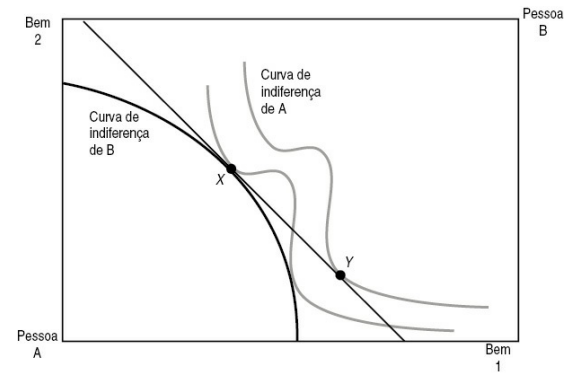 Bem
2
Pessoa
B
Curva de
indiferença
de A
Curva de
indiferença
de B
X
Y
Pessoa
A
Bem
1